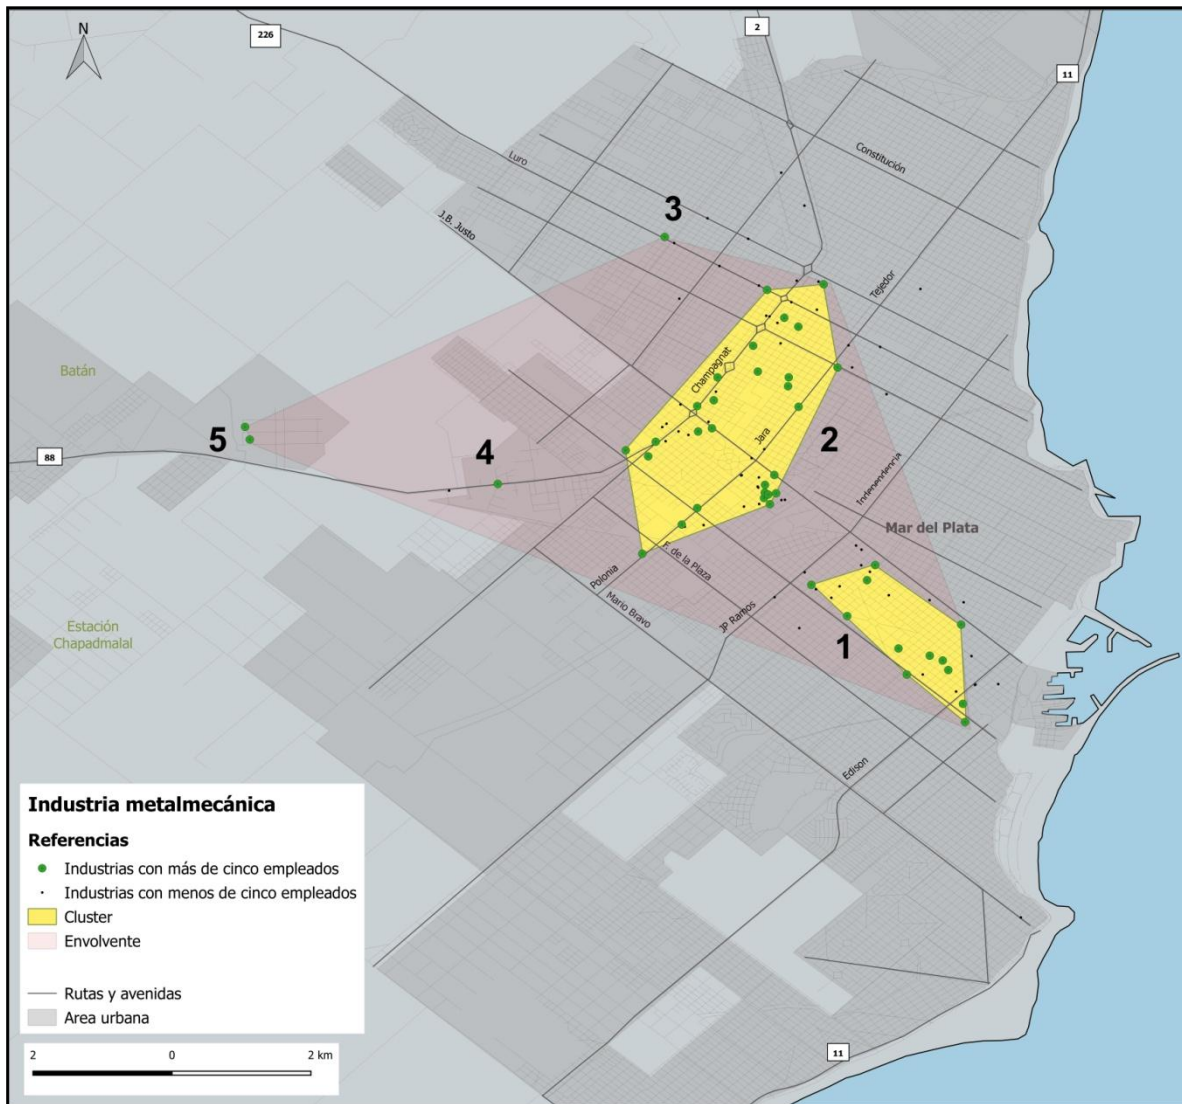 N
226
2
11
Constitución
Luro
J.B. Justo
3
Tejedor
Champagnat
Batán
5
4
Jara
2
88
Independencia
Mar del Plata
F. de la Plaza
Polonia
Mario Bravo
JP Ramos
Estación
Chapadmalal
1
Edison
Industria metalmecánica
Referencias
Industrias con más de cinco empleados
Industrias con menos de cinco empleados
Cluster
Envolvente
Rutas y avenidas
Area urbana
2 0 2 km
11